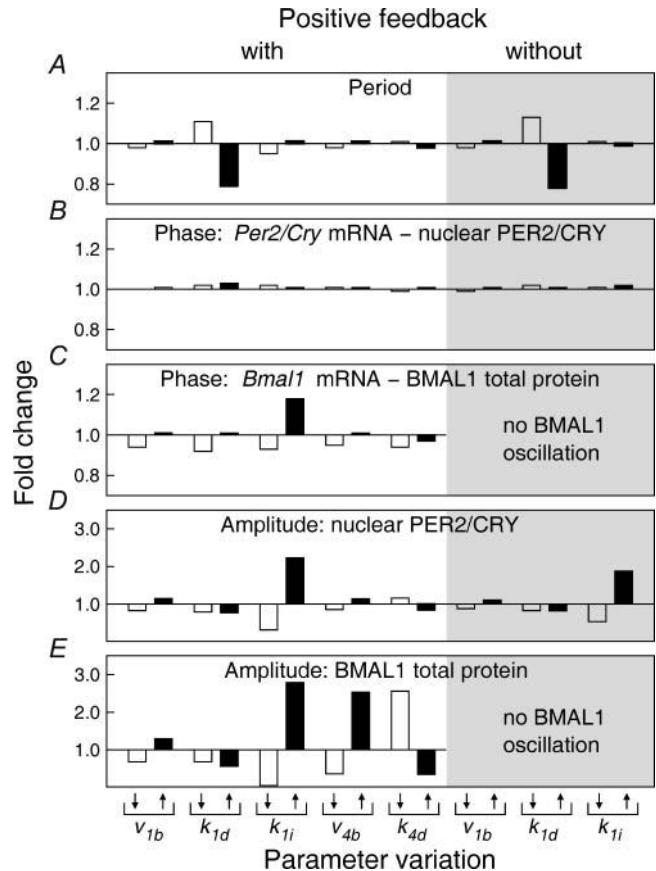 Positive feedback
with without
A
Period
1.2
1.0
0.8
B
Phase: Per2/Cry mRNA – nuclear PER2/CRY
1.2
1.0
0.8
C
Phase: Bmal1 mRNA – BMAL1 total protein
1.2
1.0
0.8
no BMAL1
oscillation
D
Amplitude: nuclear PER2/CRY
3.0
2.0
1.0
E
Amplitude: BMAL1 total protein
3.0
2.0
1.0
no BMAL1
oscillation
Fold change
↓ ↑ ↓ ↑ ↓ ↑ ↓ ↑ ↓ ↑ ↓ ↑ ↓ ↑ ↓ ↑
v1b k1d k1i v4b k4d v1b k1d k1i
Parameter variation